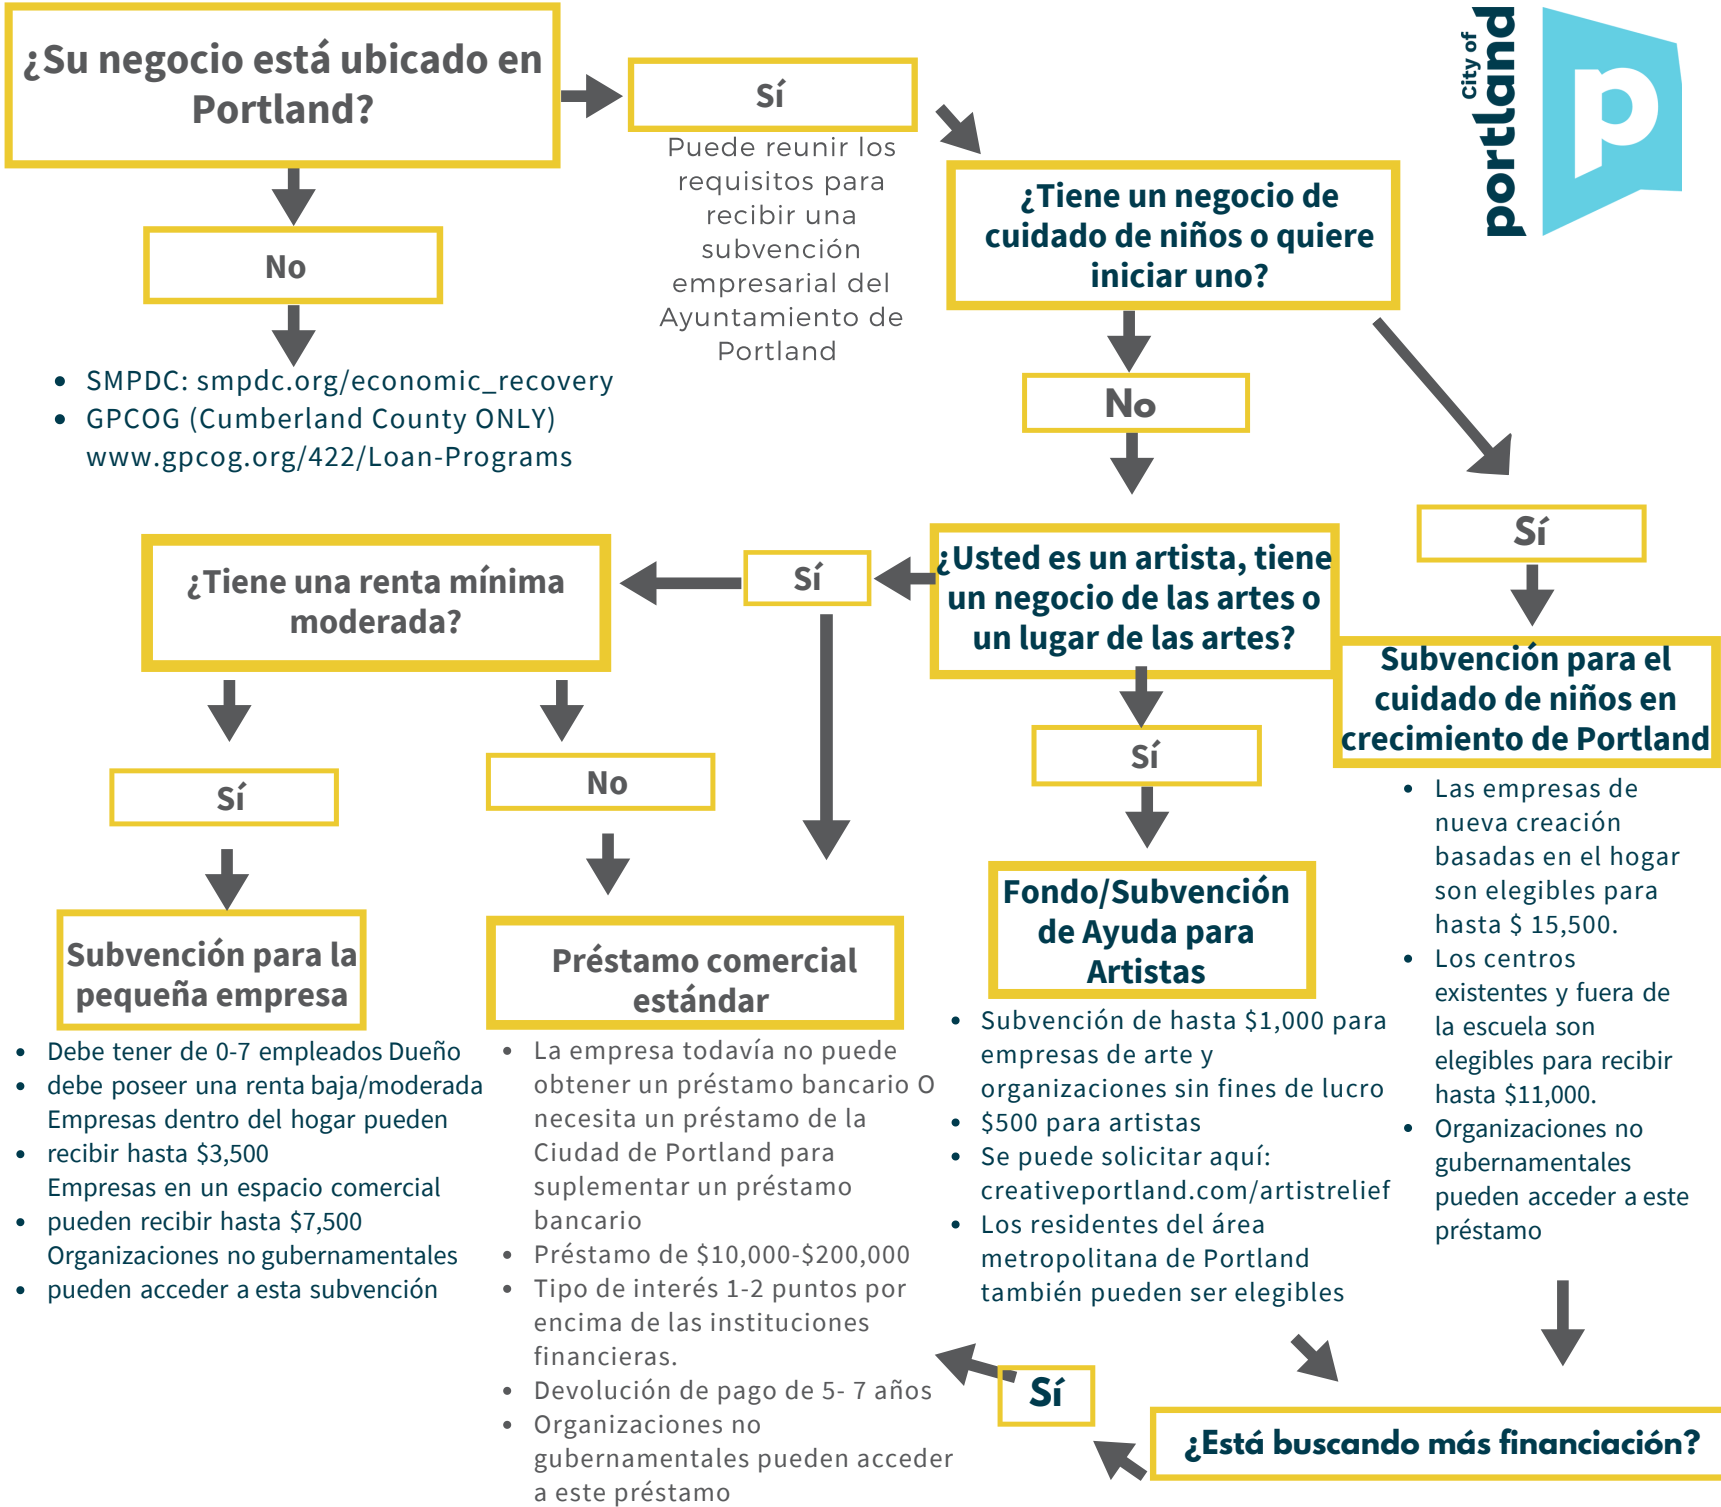 ¿Su negocio está ubicado en
Portland?
Sí
Puede reunir los
requisitos para
recibir una
subvención
empresarial del
Ayuntamiento de
Portland
City of
portland
p
No
SMPDC: smpdc.org/economic_recovery
GPCOG (Cumberland County ONLY)
www.gpcog.org/422/Loan-Programs
¿Tiene un negocio de
cuidado de niños o quiere
iniciar uno?
No
Sí
¿Usted es un artista, tiene
un negocio de las artes o
un lugar de las artes?
Sí
¿Tiene una renta mínima
moderada?
Sí
No
Sí
Subvención para el
cuidado de niños en
crecimiento de Portland
Las empresas de
nueva creación
basadas en el hogar
son elegibles para
hasta $ 15,500.
Los centros
existentes y fuera de
la escuela son
elegibles para recibir
hasta $11,000.
Organizaciones no
gubernamentales
pueden acceder a este
préstamo
Subvención para la
pequeña empresa
Debe tener de 0-7 empleados Dueño
debe poseer una renta baja/moderada
Empresas dentro del hogar pueden
recibir hasta $3,500
Empresas en un espacio comercial
pueden recibir hasta $7,500
Organizaciones no gubernamentales
pueden acceder a esta subvención
Préstamo comercial
estándar
La empresa todavía no puede
obtener un préstamo bancario O
necesita un préstamo de la
Ciudad de Portland para
suplementar un préstamo
bancario
Préstamo de $10,000-$200,000
Tipo de interés 1-2 puntos por
encima de las instituciones
financieras.
Devolución de pago de 5- 7 años
Organizaciones no
gubernamentales pueden acceder
a este préstamo
Fondo/Subvención
de Ayuda para
Artistas
Subvención de hasta $1,000 para
empresas de arte y
organizaciones sin fines de lucro
$500 para artistas
Se puede solicitar aquí:
creativeportland.com/artistrelief
Los residentes del área
metropolitana de Portland
también pueden ser elegibles
Sí
¿Está buscando más financiación?